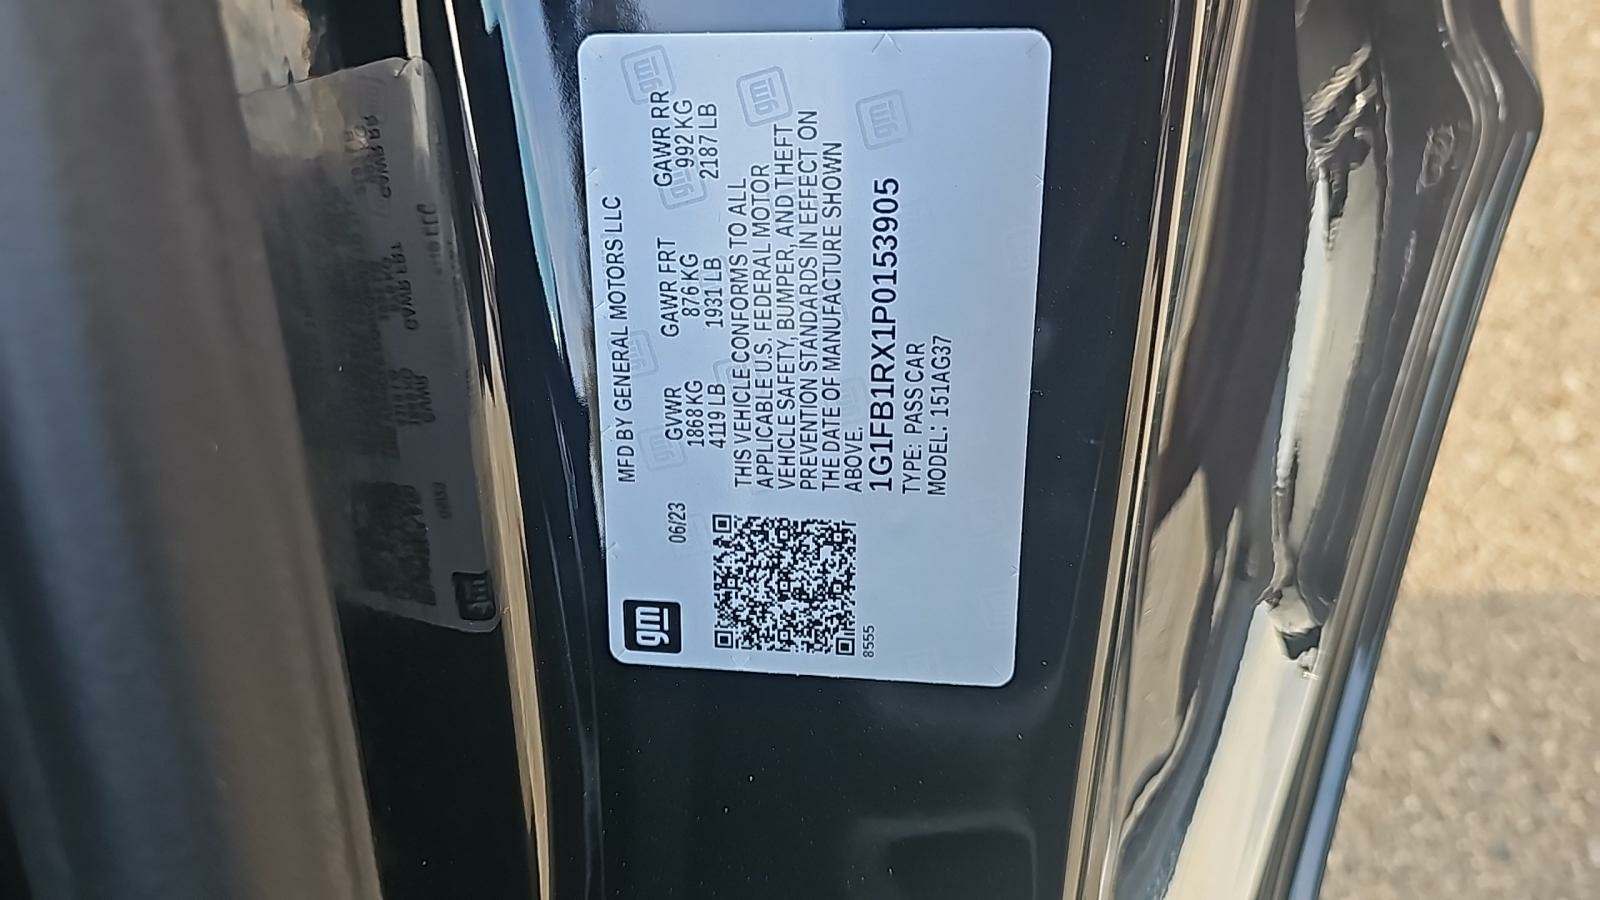 gm
MFD BY GENERAL MOTORS LLC
06/23
GVWR GAWR FRT GAWR RR
1868 KG 876 KG 992 KG
4119 LB 1931 LB 2187 LB
THIS VEHICLE CONFORMS TO ALL
APPLICABLE U.S. FEDERAL MOTOR
VEHICLE SAFETY, BUMPER, AND THEFT
PREVENTION STANDARDS IN EFFECT ON
THE DATE OF MANUFACTURE SHOWN
ABOVE.
1G1FB1RX1P0153905
TYPE: PASS CAR
MODEL: 151AG37
8555